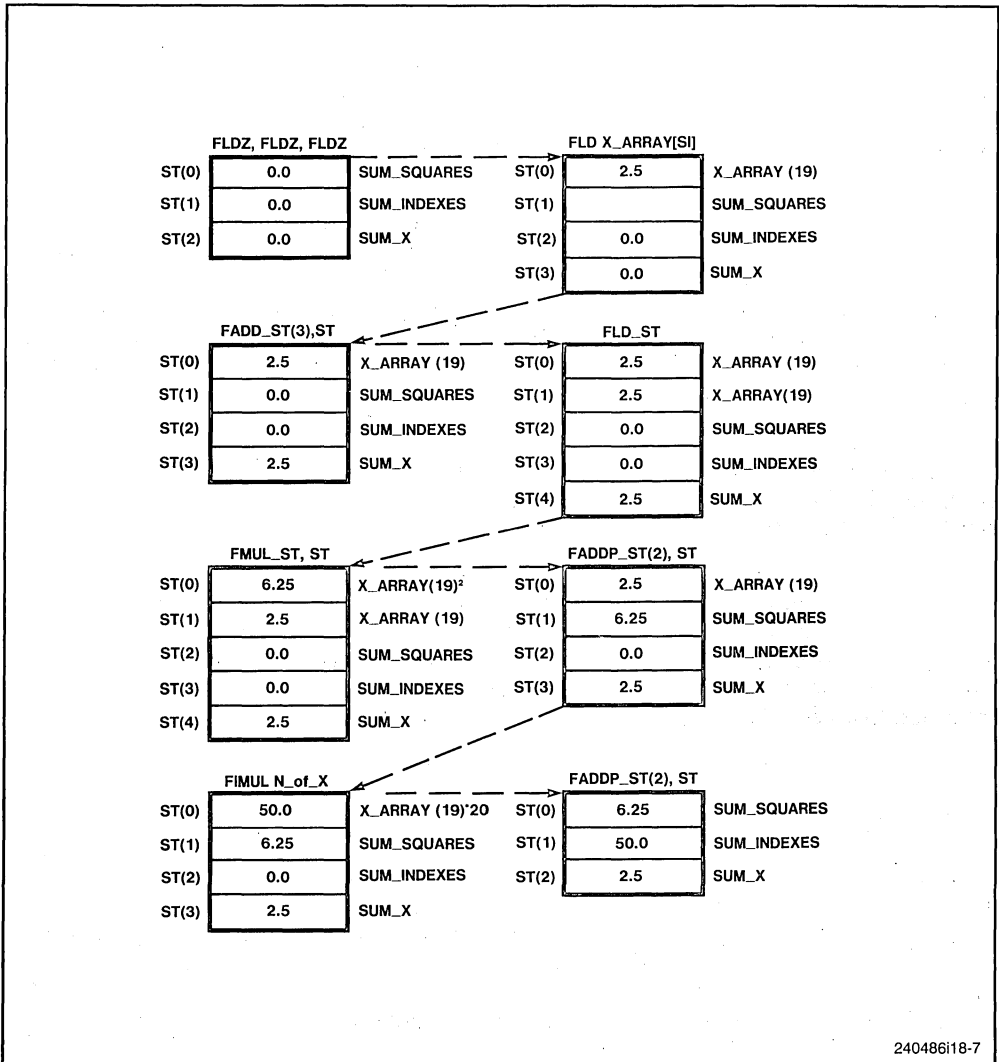 FLDZ, FLDZ, FLDZ
ST(0) 0.0 SUM_SQUARES
ST(1) 0.0 SUM_INDEXES
ST(2) 0.0 SUM_X
FLD X_ARRAY[SI]
ST(0) 2.5 X_ARRAY (19)
ST(1) SUM_SQUARES
ST(2) 0.0 SUM_INDEXES
ST(3) 0.0 SUM_X
FADD_ST(3),ST
ST(0) 2.5 X_ARRAY (19)
ST(1) 0.0 SUM_SQUARES
ST(2) 0.0 SUM_INDEXES
ST(3) 2.5 SUM_X
FLD_ST
ST(0) 2.5 X_ARRAY (19)
ST(1) 2.5 X_ARRAY(19)
ST(2) 0.0 SUM_SQUARES
ST(3) 0.0 SUM_INDEXES
ST(4) 2.5 SUM_X
FMUL_ST, ST
ST(0) 6.25 X_ARRAY(19)²
ST(1) 2.5 X_ARRAY (19)
ST(2) 0.0 SUM_SQUARES
ST(3) 0.0 SUM_INDEXES
ST(4) 2.5 SUM_X
FADDP_ST(2), ST
ST(0) 2.5 X_ARRAY (19)
ST(1) 6.25 SUM_SQUARES
ST(2) 0.0 SUM_INDEXES
ST(3) 2.5 SUM_X
FIMUL N_of_X
ST(0) 50.0 X_ARRAY (19)*20
ST(1) 6.25 SUM_SQUARES
ST(2) 0.0 SUM_INDEXES
ST(3) 2.5 SUM_X
FADDP_ST(2), ST
ST(0) 6.25 SUM_SQUARES
ST(1) 50.0 SUM_INDEXES
ST(2) 2.5 SUM_X
240486i18-7